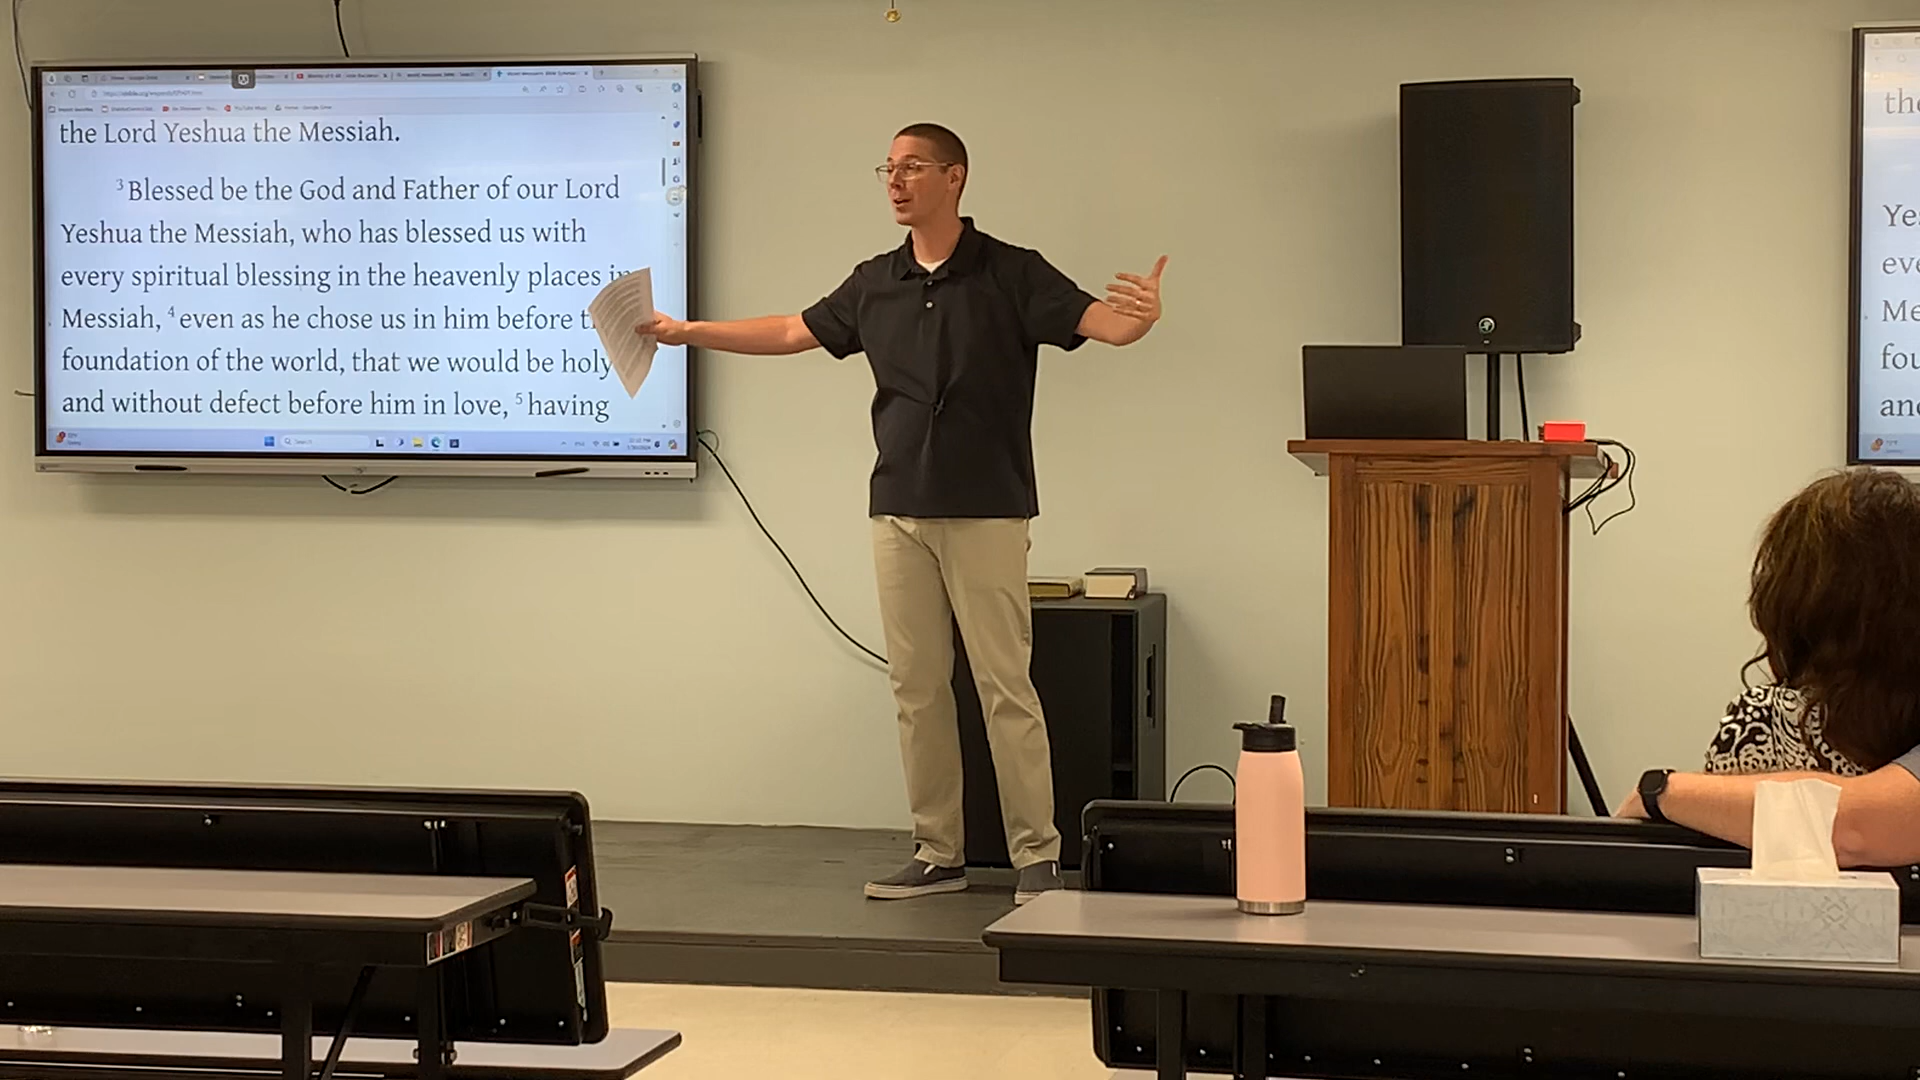 the Lord Yeshua the Messiah.
3 Blessed be the God and Father of our Lord
Yeshua the Messiah, who has blessed us with
every spiritual blessing in the heavenly places in
Messiah, 4 even as he chose us in him before
foundation of the world, that we would be holy
and without defect before him in love, 5 having
Search